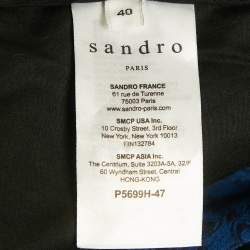 40
sandro
PARIS
SANDRO FRANCE
61 rue de Turenne
75003 Paris
www.sandro-paris.com
SMCP USA Inc.
10 Crosby Street, 3rd Floor
New York, New York 10013
RN132784
SMCP ASIA Inc.
The Centrium, Suite 3203A-5A, 32/F
60 Wyndham Street, Central
HONG-KONG
P5699H-47